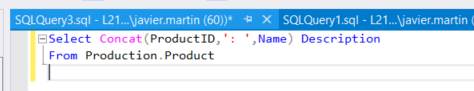 SQLQuery3.sql - L21...\javier.martin (60))* SQLQuery1.sql - L21...\javier.martin (
Select Concat(ProductID,': ',Name) Description
From Production.Product